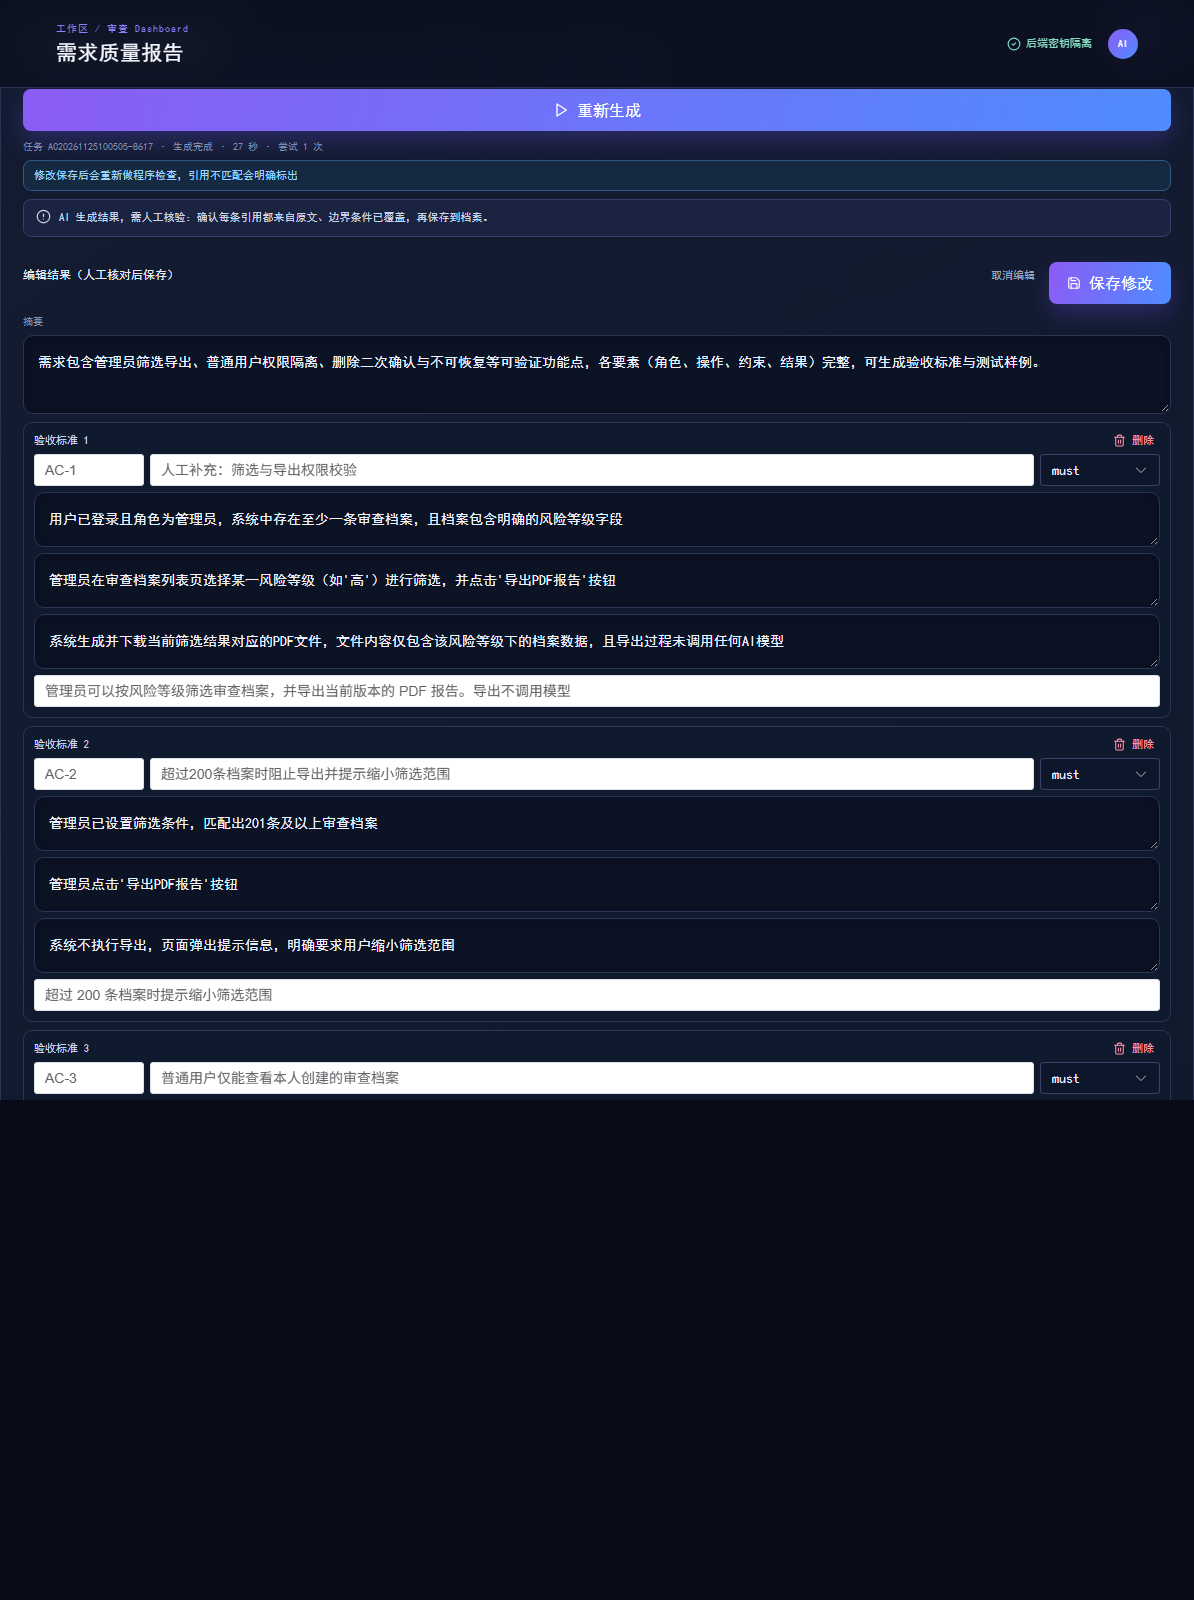 工作区 / 审查 Dashboard
需求质量报告
后端密钥隔离
AI
重新生成
任务 AC20261125100505-8617 · 生成完成 · 27 秒 · 尝试 1 次
修改保存后会重新做程序检查，引用不匹配会明确标出
AI 生成结果，需人工核验：确认每条引用都来自原文、边界条件已覆盖，再保存到档案。
编辑结果（人工核对后保存）
取消编辑
保存修改
摘要
需求包含管理员筛选导出、普通用户权限隔离、删除二次确认与不可恢复等可验证功能点，各要素（角色、操作、约束、结果）完整，可生成验收标准与测试样例。
验收标准 1
删除
AC-1
人工补充：筛选与导出权限校验
must
用户已登录且角色为管理员，系统中存在至少一条审查档案，且档案包含明确的风险等级字段
管理员在审查档案列表页选择某一风险等级（如'高'）进行筛选，并点击'导出PDF报告'按钮
系统生成并下载当前筛选结果对应的PDF文件，文件内容仅包含该风险等级下的档案数据，且导出过程未调用任何AI模型
管理员可以按风险等级筛选审查档案，并导出当前版本的 PDF 报告。导出不调用模型
验收标准 2
删除
AC-2
超过200条档案时阻止导出并提示缩小筛选范围
must
管理员已设置筛选条件，匹配出201条及以上审查档案
管理员点击'导出PDF报告'按钮
系统不执行导出，页面弹出提示信息，明确要求用户缩小筛选范围
超过 200 条档案时提示缩小筛选范围
验收标准 3
删除
AC-3
普通用户仅能查看本人创建的审查档案
must